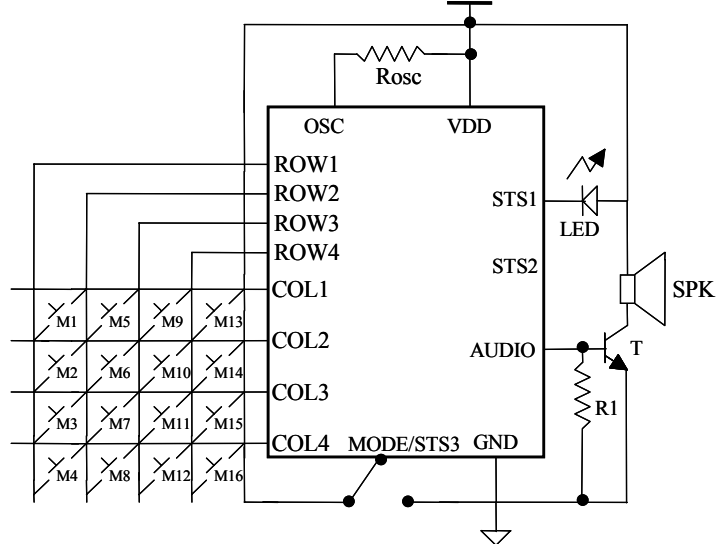 Rosc
OSC VDD
ROW1
ROW2
ROW3
ROW4
STS1
LED
STS2
COL1
SPK
M1 M5 M9 M13
COL2
AUDIO T
M2 M6 M10 M14
COL3
R1
M3 M7 M11 M15
COL4 MODE/STS3 GND
M4 M8 M12 M16